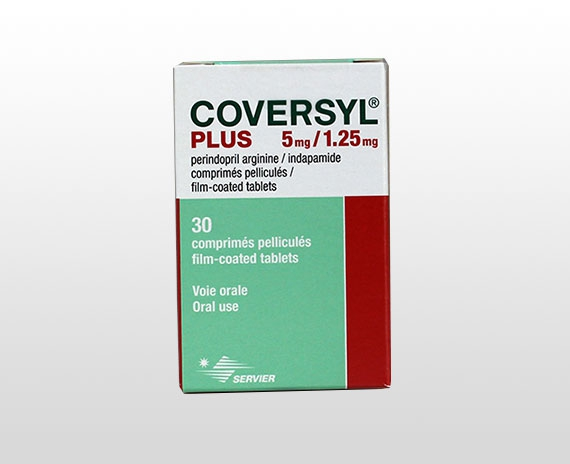 COVERSYL®
PLUS 5mg/1.25mg
perindopril arginine / indapamide
comprimés pelliculés /
film-coated tablets
30
comprimés pelliculés
film-coated tablets
Voie orale
Oral use
SERVIER